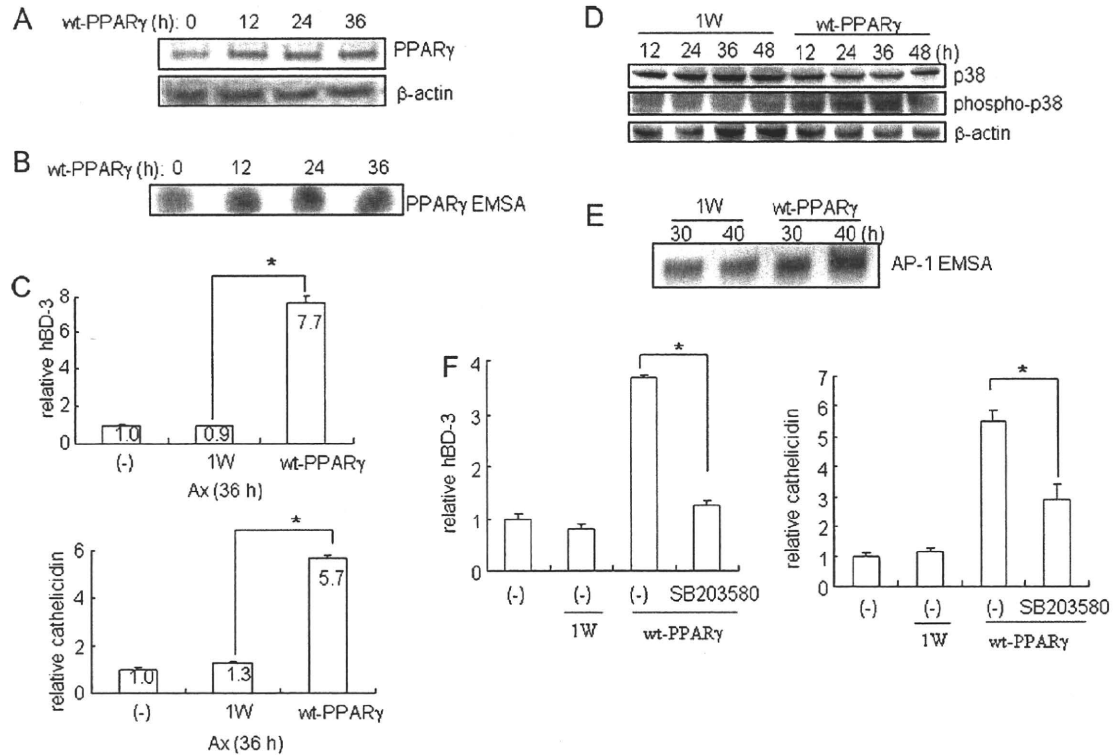 A
wt-PPARγ (h): 0 12 24 36
PPARγ
β-actin
B
wt-PPARγ (h): 0 12 24 36
PPARγ EMSA
C
relative hBD-3
8
6
4
2
0
*
1.0
0.9
7.7
(-) 1W wt-PPARγ
Ax (36 h)
relative cathelicidin
6
4
2
0
*
1.0
1.3
5.7
(-) 1W wt-PPARγ
Ax (36 h)
D
1W wt-PPARγ
12 24 36 48 12 24 36 48 (h)
p38
phospho-p38
β-actin
E
1W wt-PPARγ
30 40 30 40 (h)
AP-1 EMSA
F
relative hBD-3
4
3
2
1
0
*
(-) (-) (-) SB203580
1W wt-PPARγ
relative cathelicidin
7
6
5
4
3
2
1
0
*
(-) (-) (-) SB203580
1W wt-PPARγ